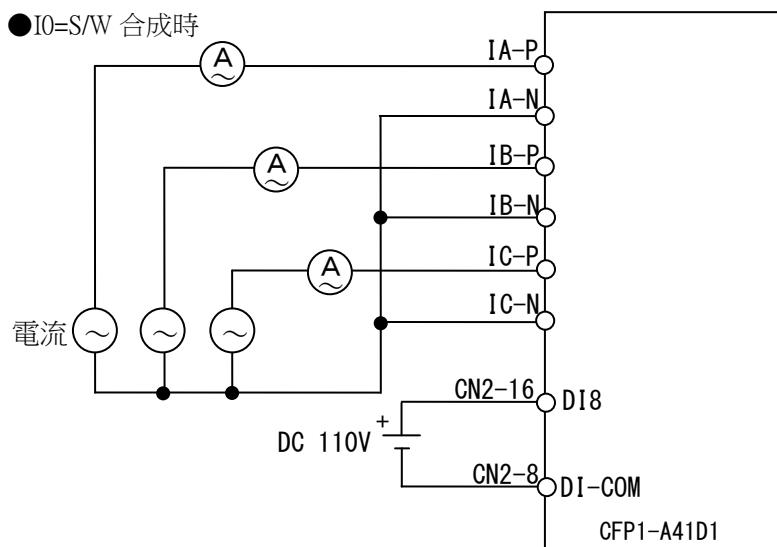 ●I0=S/W 合成時
A
IA-P
IA-N
A
IB-P
IB-N
A
IC-P
IC-N
電流
CN2-16
DI8
+
DC 110V
CN2-8
DI-COM
CFP1-A41D1